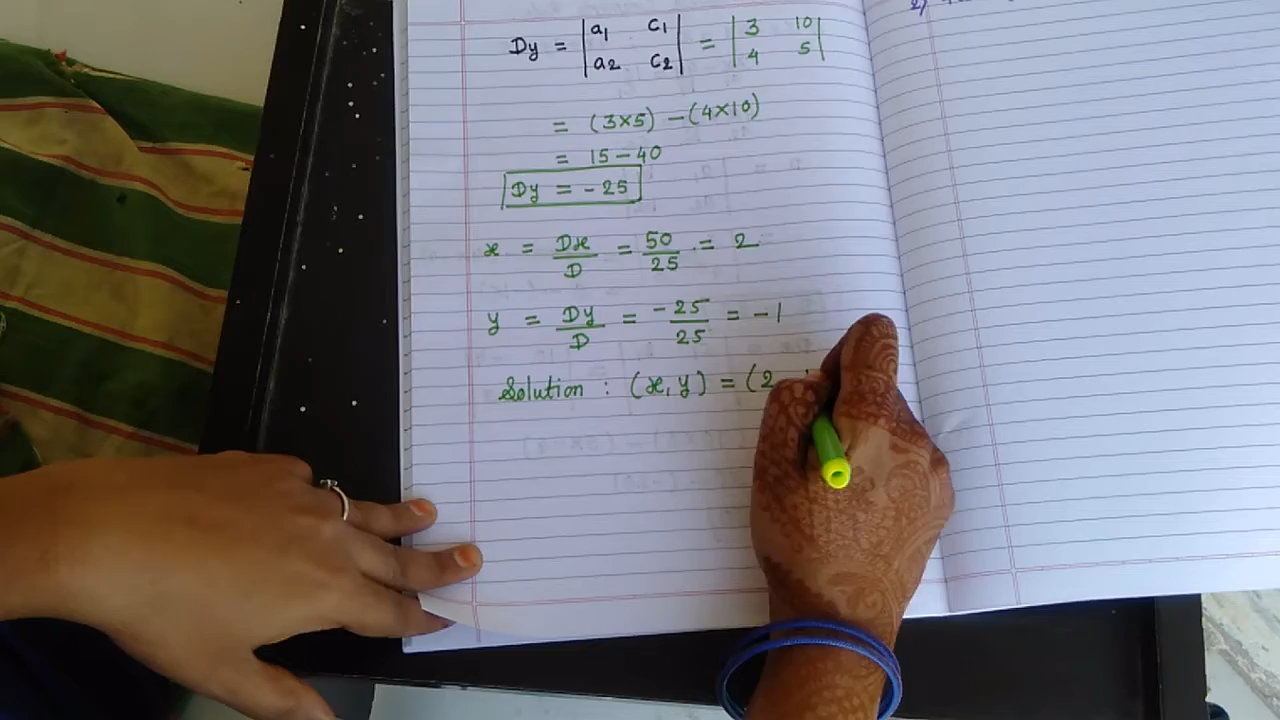 Dy = | a1 c1 | = | 3 10 |
| a2 c2 | | 4 5 |
= (3×5) - (4×10)
= 15 - 40
Dy = - 25
x = Dx/D = 50/25 = 2
y = Dy/D = -25/25 = -1
Solution : (x, y) = (2